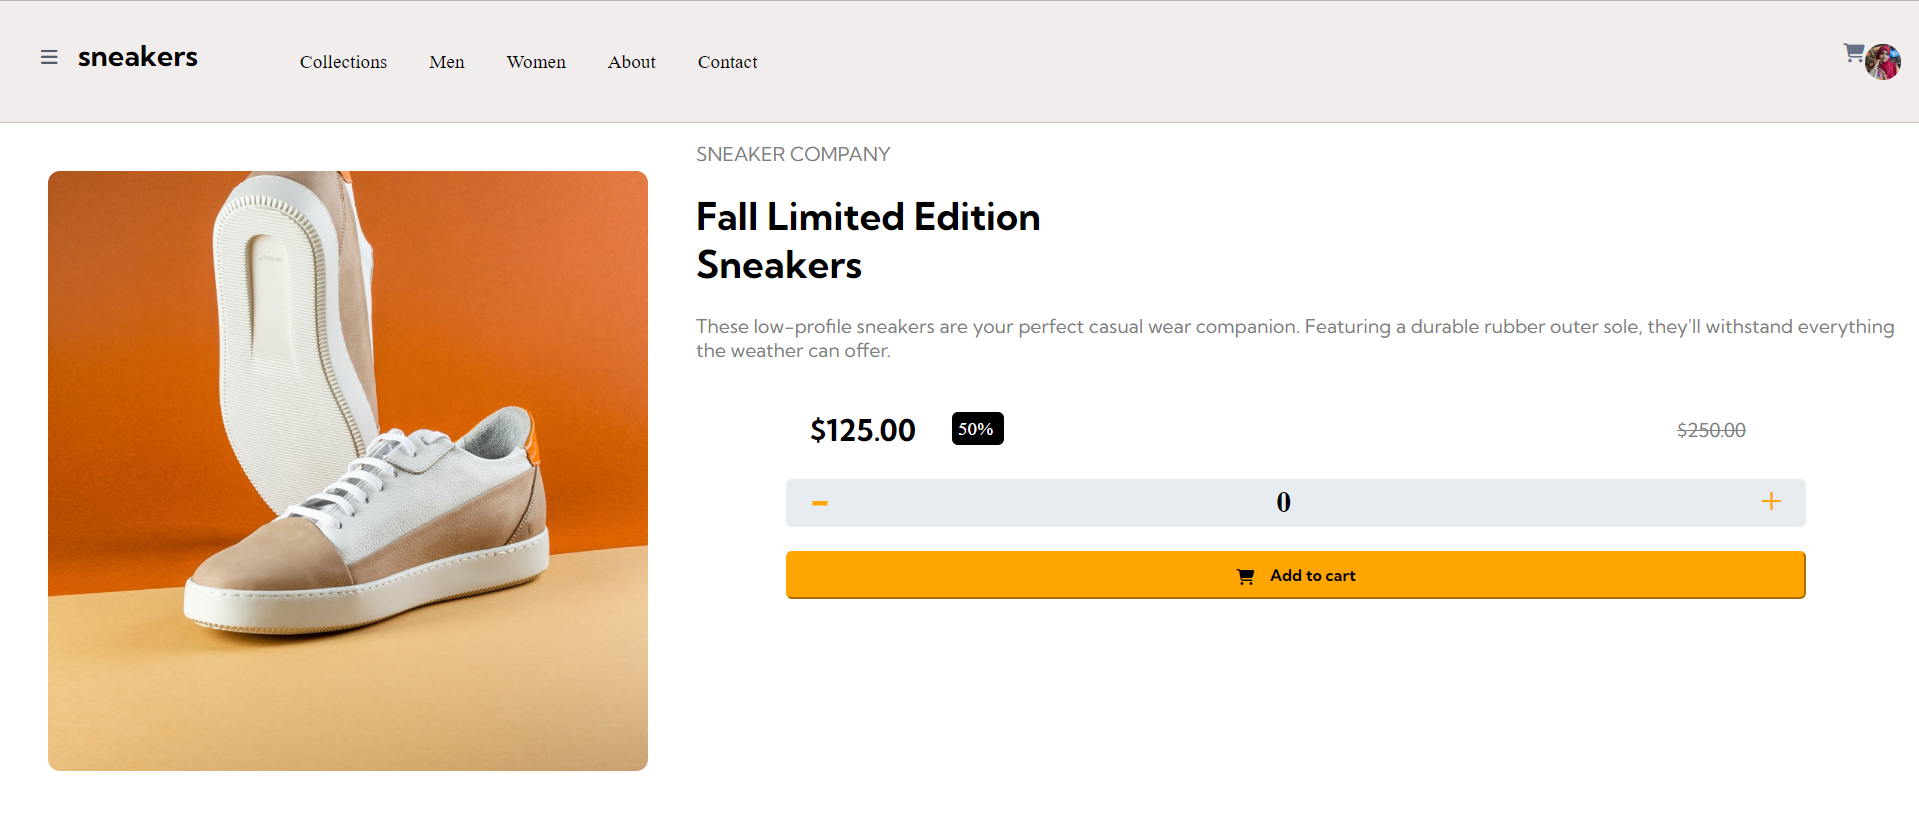 sneakers
Collections Men Women About Contact
SNEAKER COMPANY
Fall Limited Edition
Sneakers
These low-profile sneakers are your perfect casual wear companion. Featuring a durable rubber outer sole, they'll withstand everything
the weather can offer.
$125.00 50% $250.00
0
Add to cart